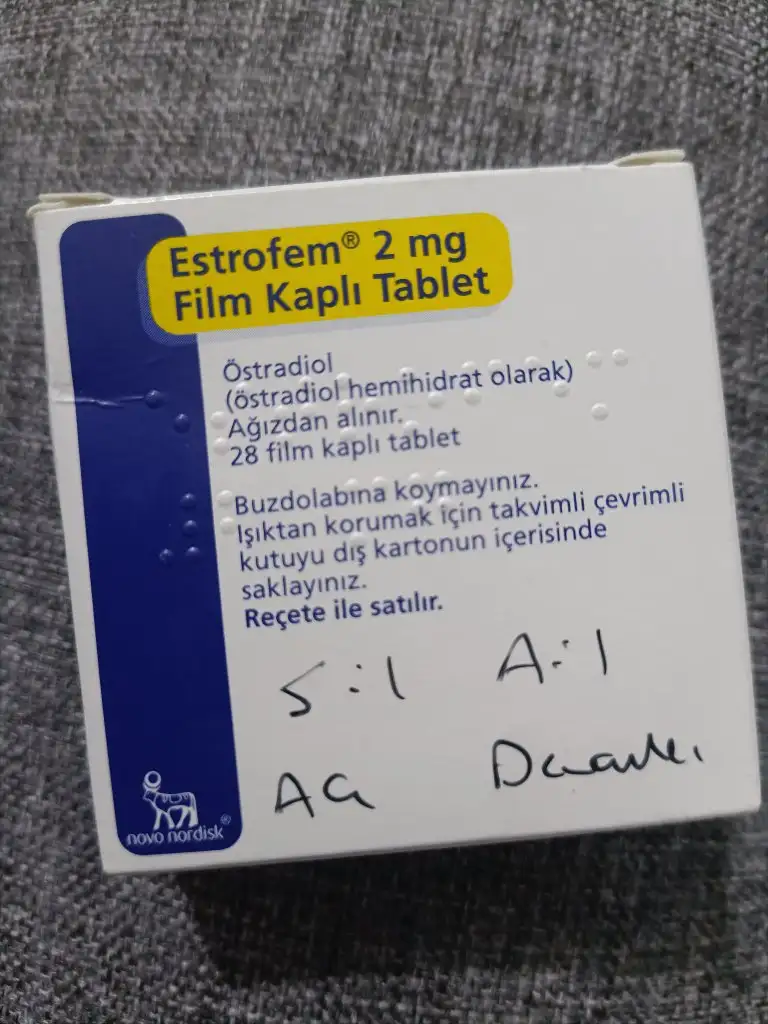 Estrofem® 2 mg
Film Kaplı Tablet
Östradiol
(östradiol hemihidrat olarak)
Ağızdan alınır.
28 film kaplı tablet
Buzdolabına koymayınız.
Işıktan korumak için takvimli çevrimli
kutuyu dış kartonun içerisinde
saklayınız.
Reçete ile satılır.
S:1 A:1
Aç
novo nordisk®